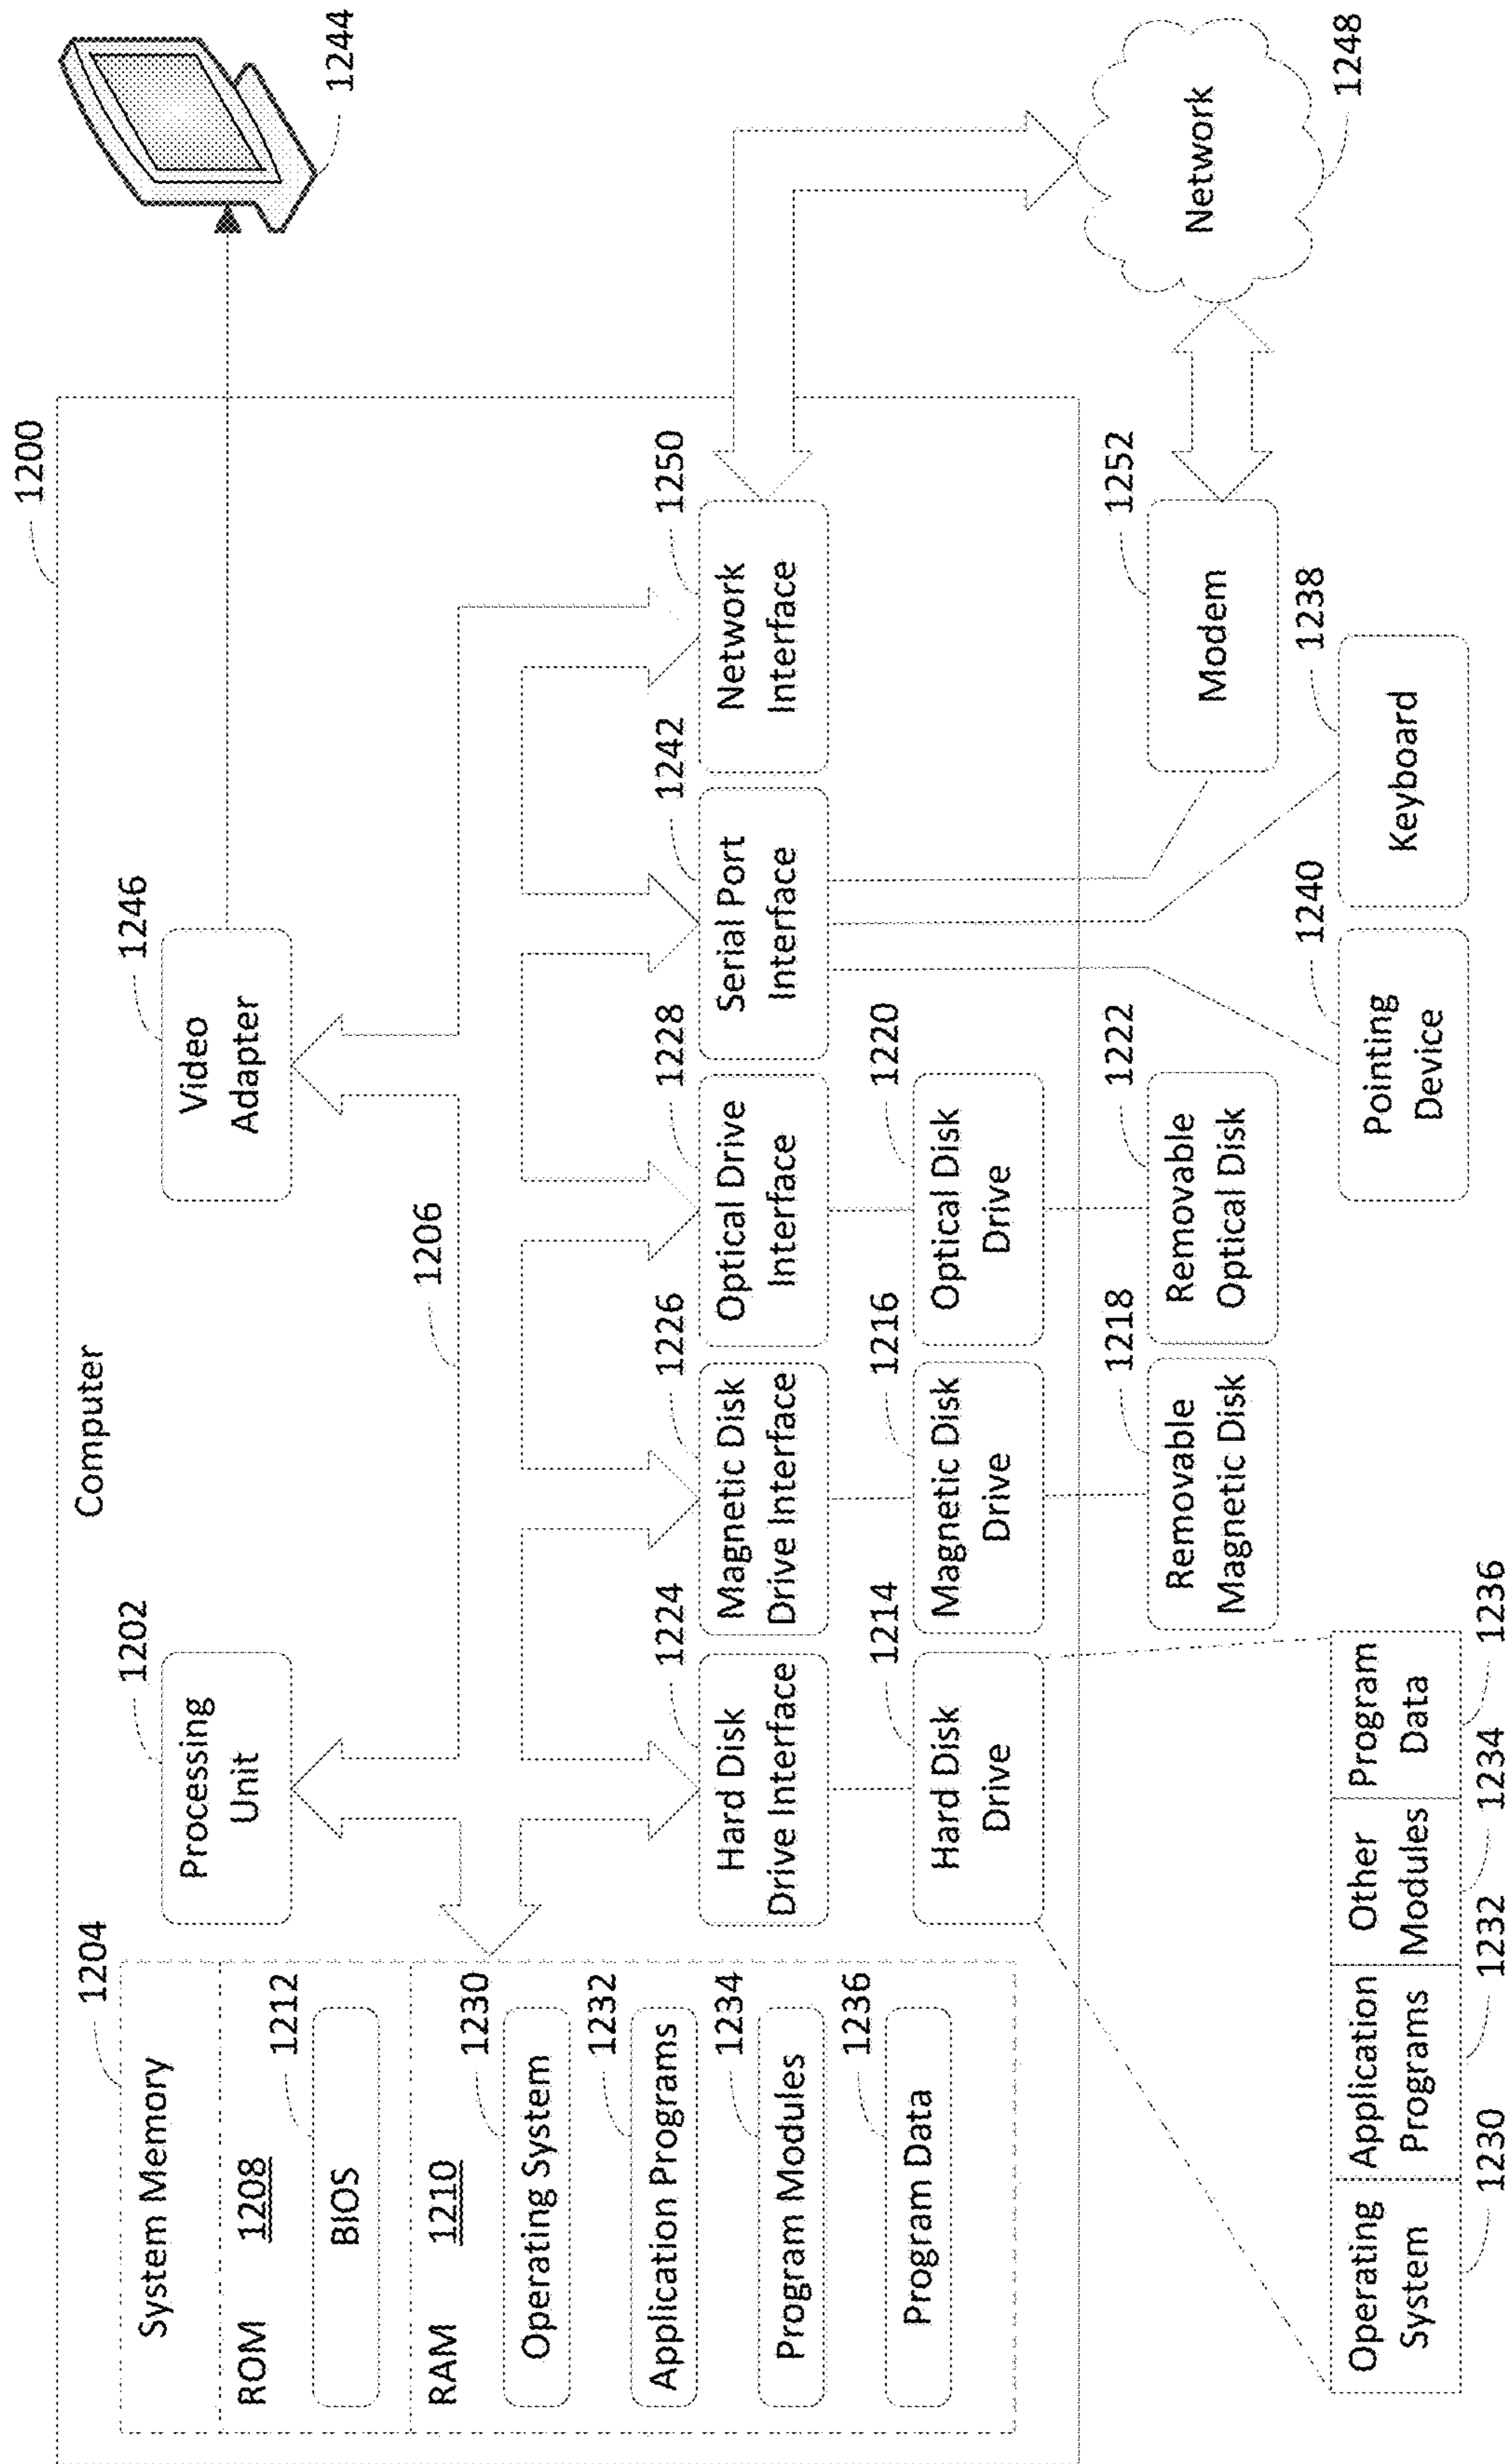 Computer
1200
System Memory
1204
ROM 1208
1212
BIOS
RAM 1210
1230
Operating System
1232
Application Programs
1234
Program Modules
1236
Program Data
Processing
Unit
1202
Video
Adapter
1246
1244
1206
Hard Disk
Drive Interface
1224
Magnetic Disk
Drive Interface
1226
Optical Drive
Interface
1228
Serial Port
Interface
1242
Network
Interface
1250
Hard Disk
Drive
1214
Magnetic Disk
Drive
1216
Optical Disk
Drive
1220
Removable
Magnetic Disk
1218
Removable
Optical Disk
1222
Modem
1252
Network
1248
Operating
System
1230
Application
Programs
1232
Other
Modules
1234
Program
Data
1236
Pointing
Device
1240
Keyboard
1238